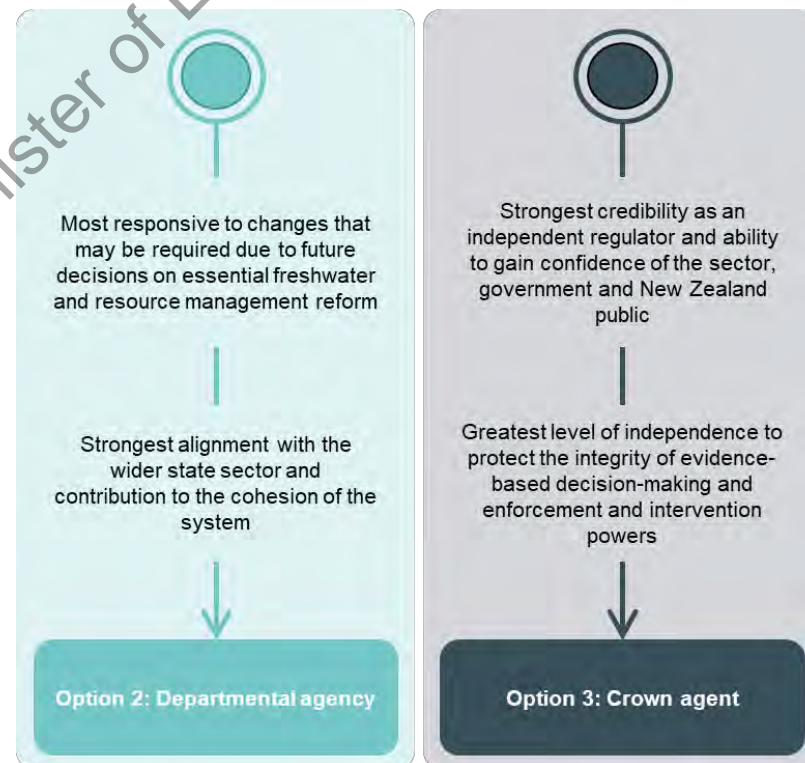 Most responsive to changes that
may be required due to future
decisions on essential freshwater
and resource management reform
Strongest alignment with the
wider state sector and
contribution to the cohesion of the
system
Option 2: Departmental agency
Strongest credibility as an
independent regulator and ability
to gain confidence of the sector,
government and New Zealand
public
Greatest level of independence to
protect the integrity of evidence-
based decision-making and
enforcement and intervention
powers
Option 3: Crown agent